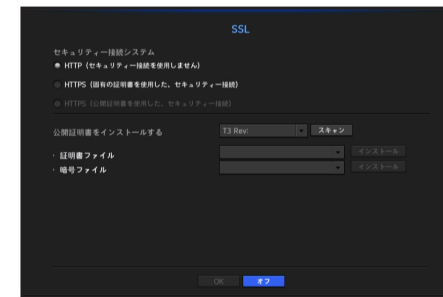 SSL
セキュリティー接続システム
HTTP (セキュリティー接続を使用しません)
HTTPS (固有の証明書を使用した、セキュリティー接続)
HTTPS (公開証明書を使用した、セキュリティー接続)
公開証明書をインストールする T3 Rev: スキャン
・ 証明書ファイル インストール
・ 暗号ファイル インストール
OK オフ